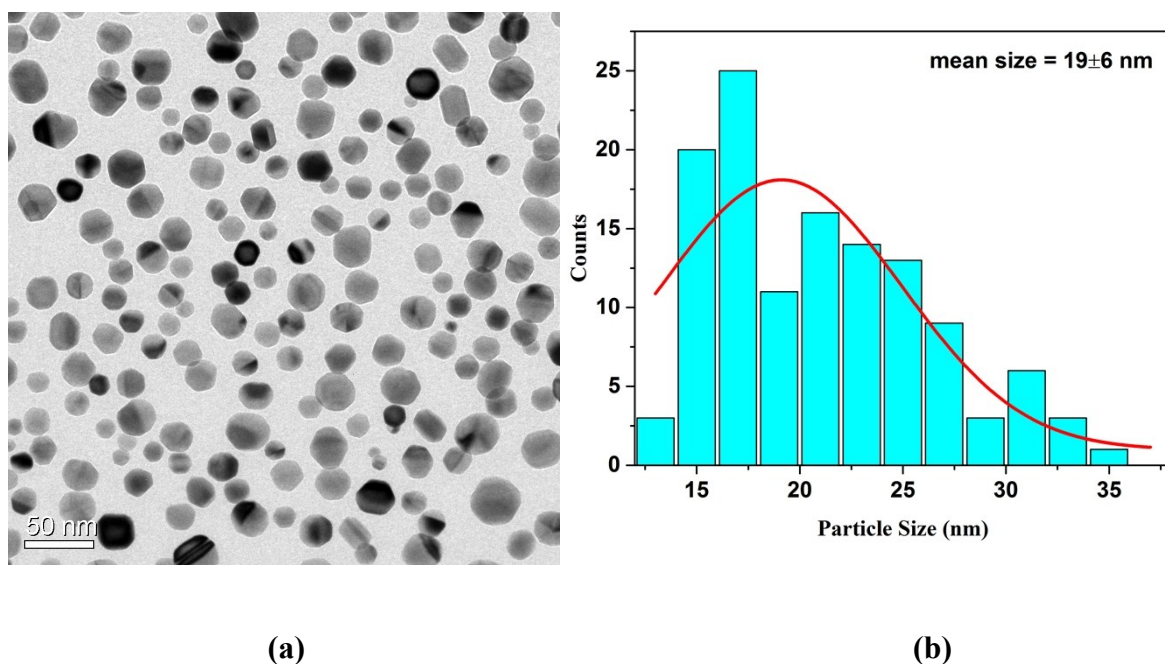 50 nm
mean size = 19±6 nm
25
20
15
10
5
0
Counts
15 20 25 30 35
Particle Size (nm)
(a) (b)